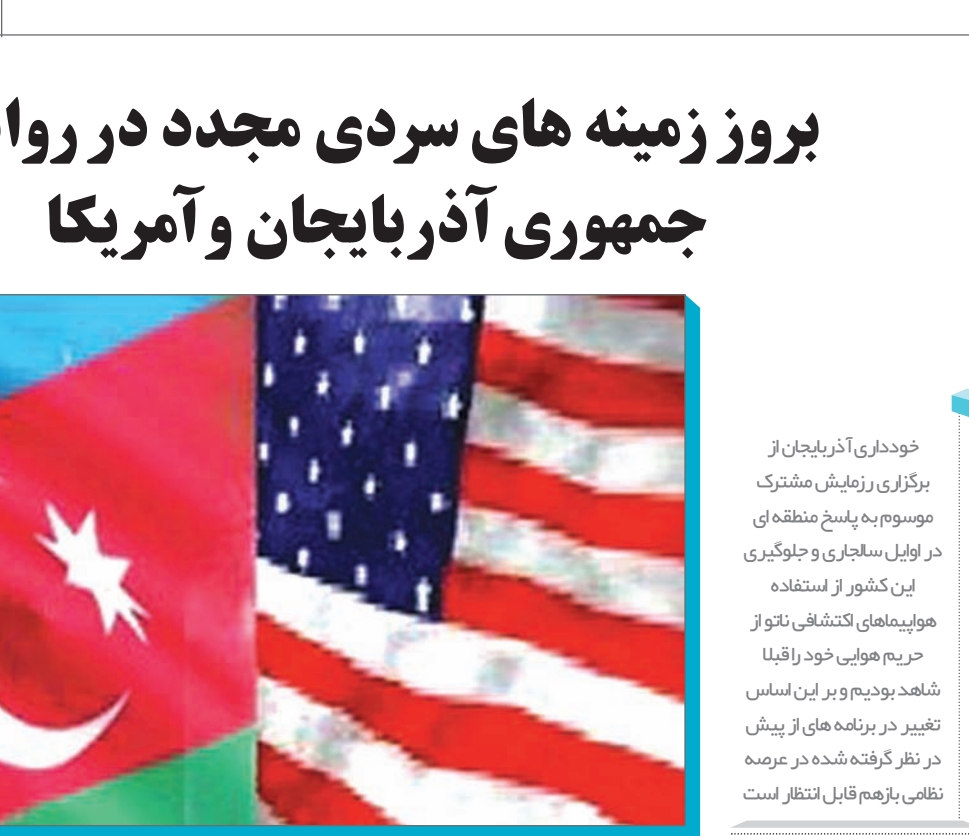 بروز زمینه های سردی مجدد در
جمهوری آذربایجان و آمریکا
خودداری آذربایجان از
برگزاری رزمایش مشترک
موسوم به پاسخ منطقه ای
در اوایل سالجاری و جلوگیری
این کشور از استفاده
هواپیماهای اکتشافی ناتو از
حریم هوایی خود را قبلا
شاهد بودیم و بر این اساس
تغییر در برنامه های از پیش
در نظر گرفته شده در عرصه
نظامی بازهم قابل انتظار است